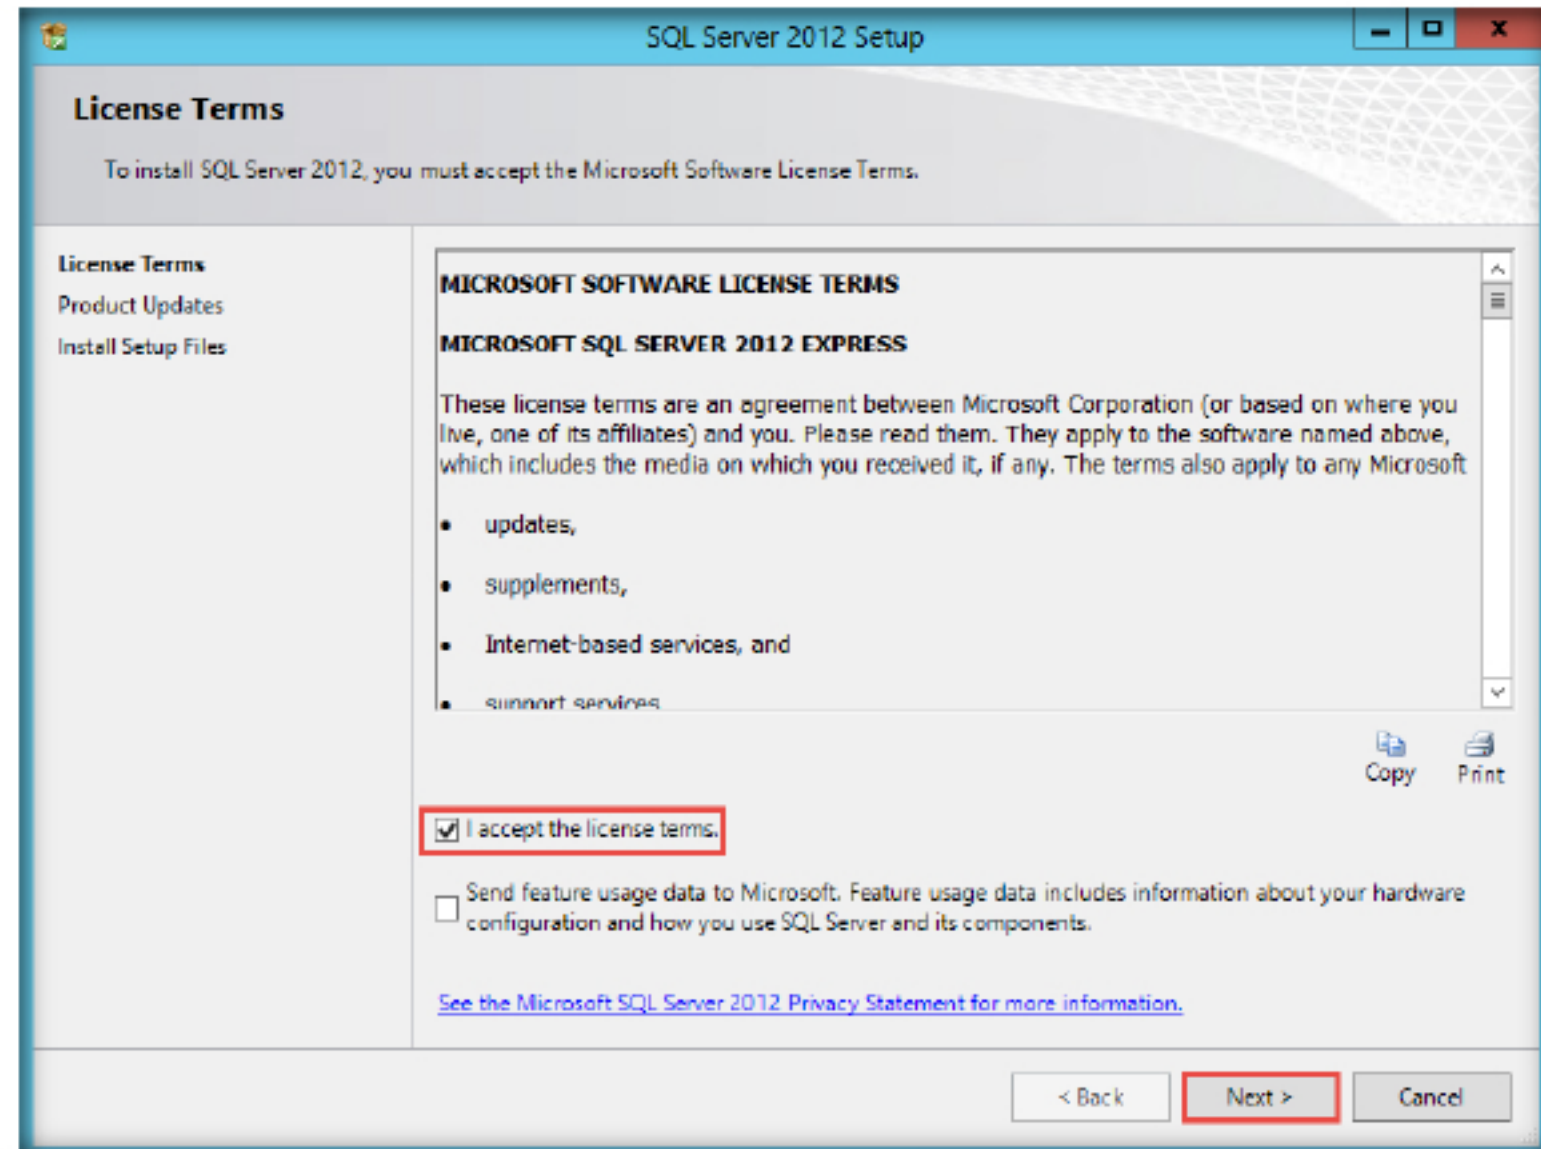 SQL Server 2012 Setup
License Terms
To install SQL Server 2012, you must accept the Microsoft Software License Terms.
License Terms
Product Updates
Install Setup Files
MICROSOFT SOFTWARE LICENSE TERMS
MICROSOFT SQL SERVER 2012 EXPRESS
These license terms are an agreement between Microsoft Corporation (or based on where you
live, one of its affiliates) and you. Please read them. They apply to the software named above,
which includes the media on which you received it, if any. The terms also apply to any Microsoft
• updates,
• supplements,
• Internet-based services, and
• support services
Copy Print
I accept the license terms.
Send feature usage data to Microsoft. Feature usage data includes information about your hardware
configuration and how you use SQL Server and its components.
See the Microsoft SQL Server 2012 Privacy Statement for more information.
< Back Next > Cancel